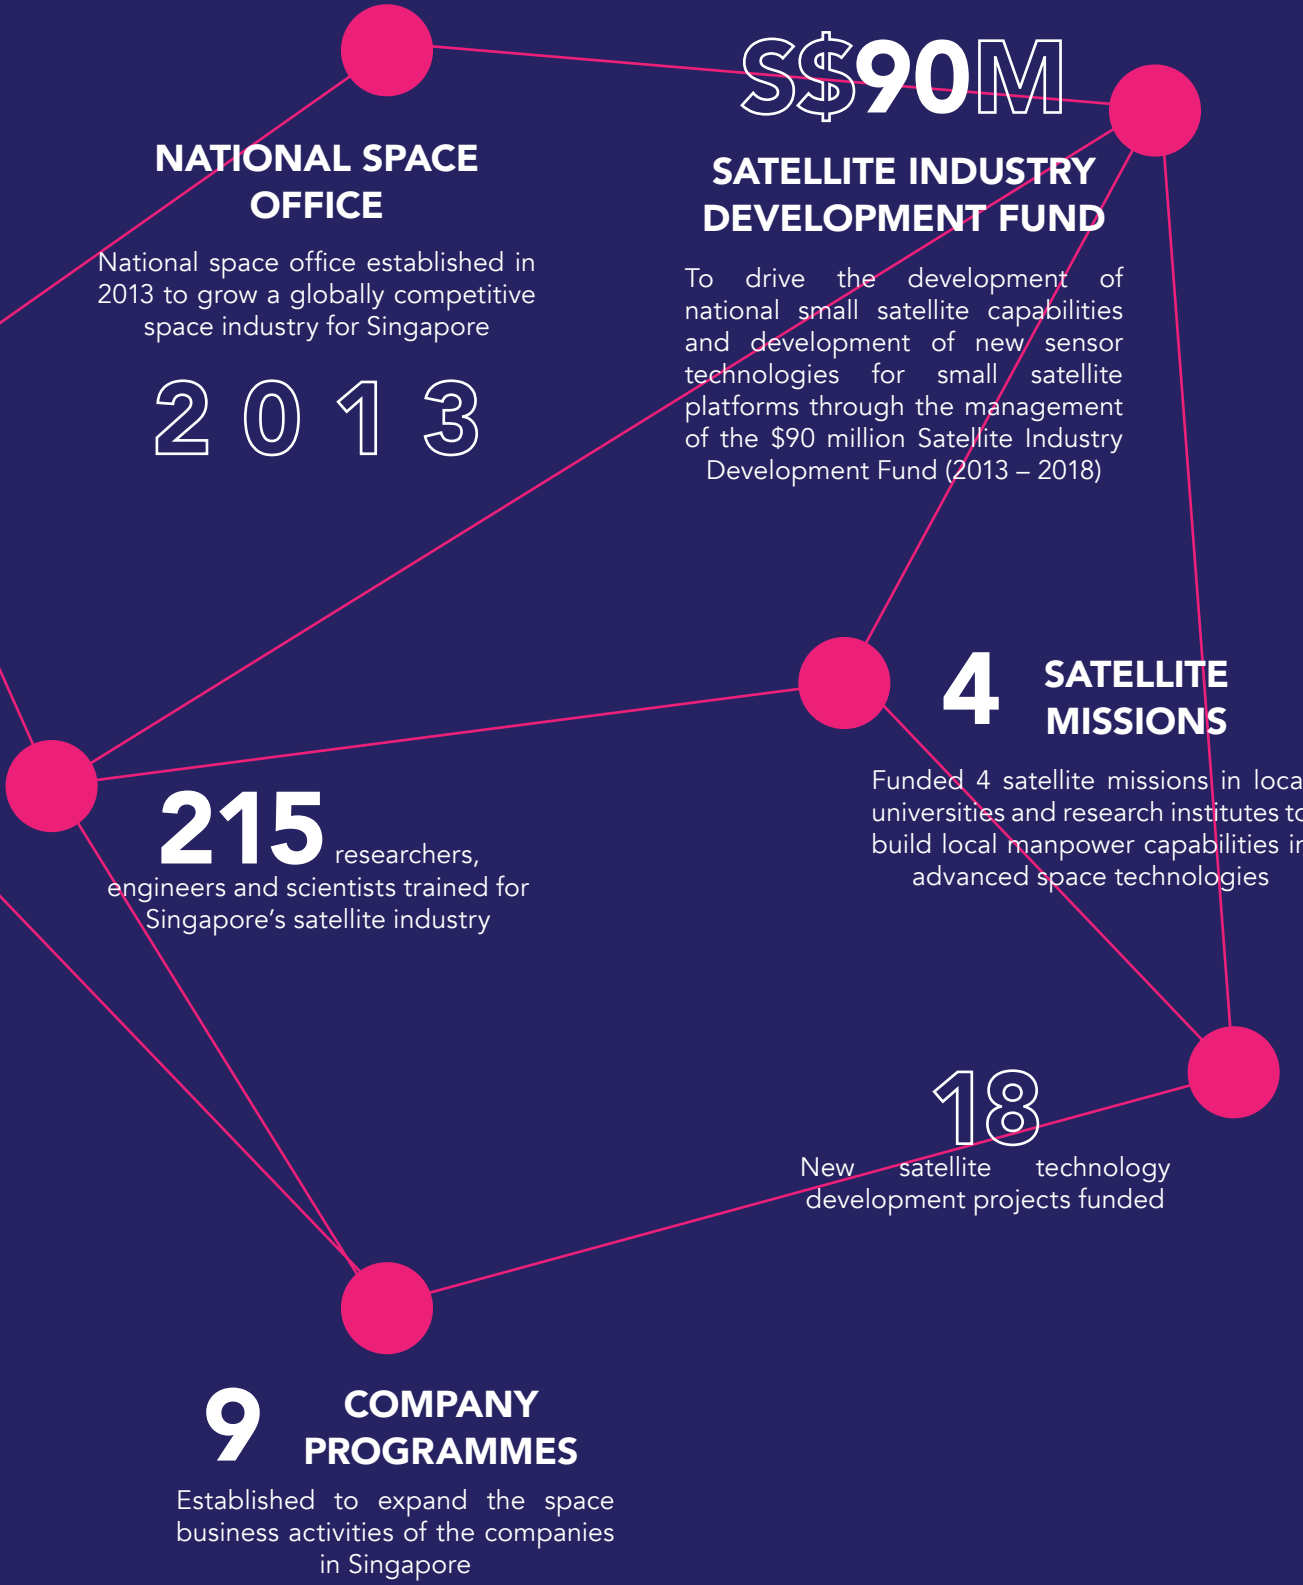 NATIONAL SPACE
OFFICE
National space office established in
2013 to grow a globally competitive
space industry for Singapore
2013
S$90M
SATELLITE INDUSTRY
DEVELOPMENT FUND
To drive the development of
national small satellite capabilities
and development of new sensor
technologies for small satellite
platforms through the management
of the $90 million Satellite Industry
Development Fund (2013 – 2018)
4 SATELLITE
MISSIONS
Funded 4 satellite missions in loca
universities and research institutes to
build local manpower capabilities in
advanced space technologies
215 researchers,
engineers and scientists trained for
Singapore's satellite industry
18
New satellite technology
development projects funded
9 COMPANY
PROGRAMMES
Established to expand the space
business activities of the companies
in Singapore